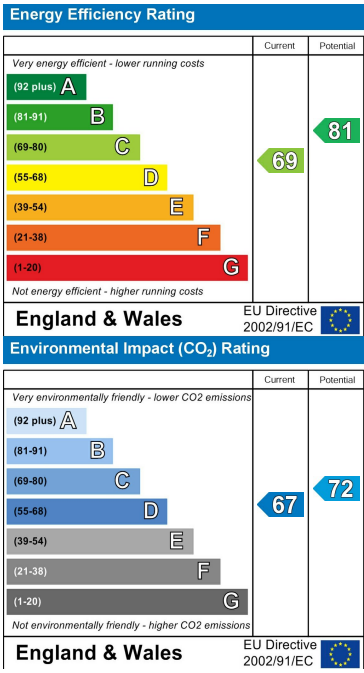 Energy Efficiency Rating
Current Potential
Very energy efficient - lower running costs
(92 plus) A
(81-91) B
(69-80) C
(55-68) D
(39-54) E
(21-38) F
(1-20) G
69
81
Not energy efficient - higher running costs
England & Wales
EU Directive
2002/91/EC
Environmental Impact (CO₂) Rating
Current Potential
Very environmentally friendly - lower CO2 emissions
(92 plus) A
(81-91) B
(69-80) C
(55-68) D
(39-54) E
(21-38) F
(1-20) G
67
72
Not environmentally friendly - higher CO2 emissions
England & Wales
EU Directive
2002/91/EC